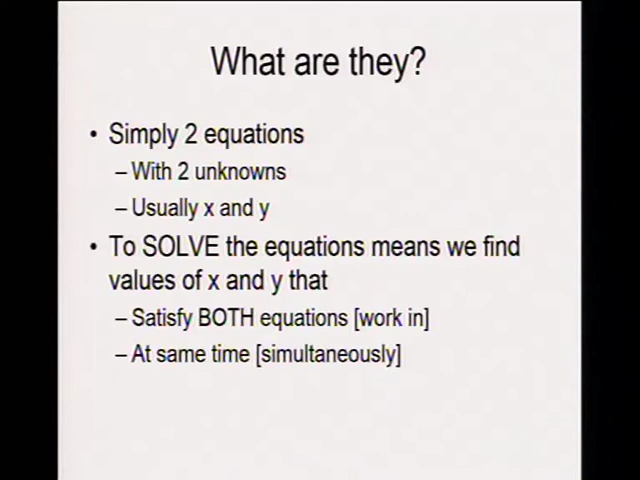 What are they?
• Simply 2 equations
– With 2 unknowns
– Usually x and y
• To SOLVE the equations means we find
values of x and y that
– Satisfy BOTH equations [work in]
– At same time [simultaneously]